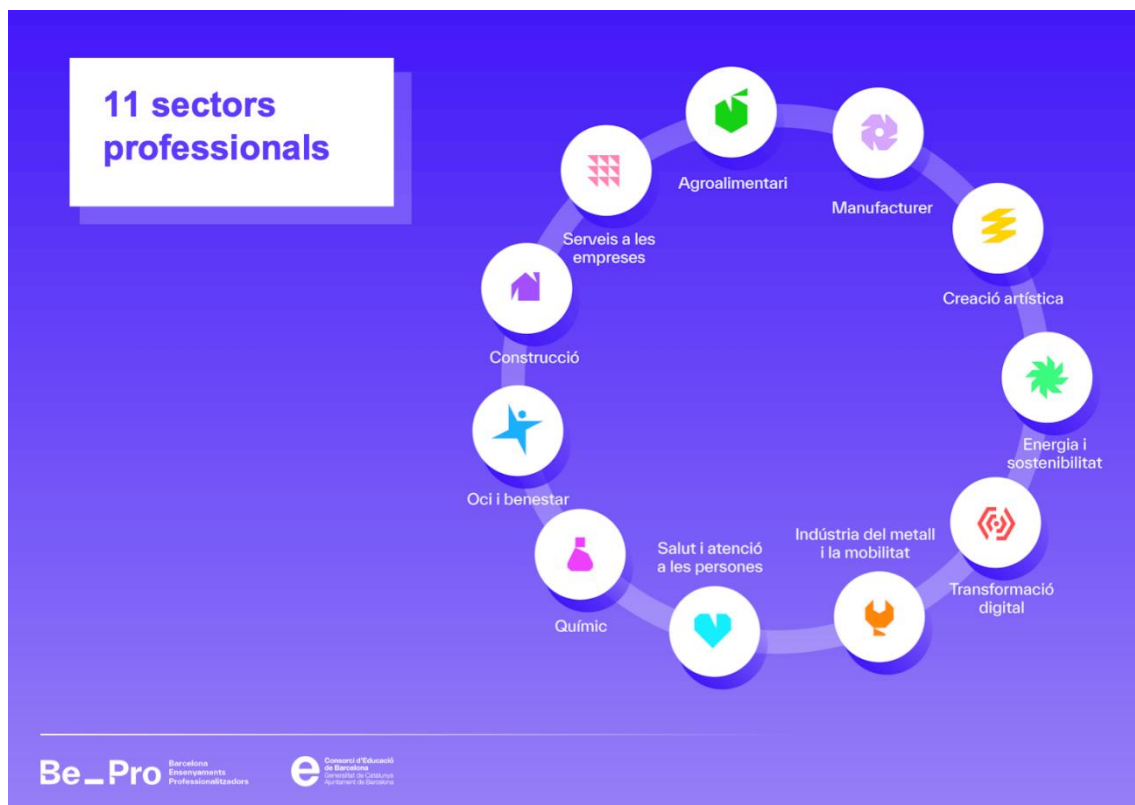 11 sectors
professionals
Agroalimentari
Manufacturer
Creació artística
Energia i
sostenibilitat
Transformació
digital
Indústria del metall
i la mobilitat
Salut i atenció
a les persones
Químic
Oci i benestar
Construcció
Serveis a les
empreses
Be_Pro
Barcelona
Ensenyaments
Professionalitzadors
Consorci d'Educació
de Barcelona
Generalitat de Catalunya
Ajuntament de Barcelona